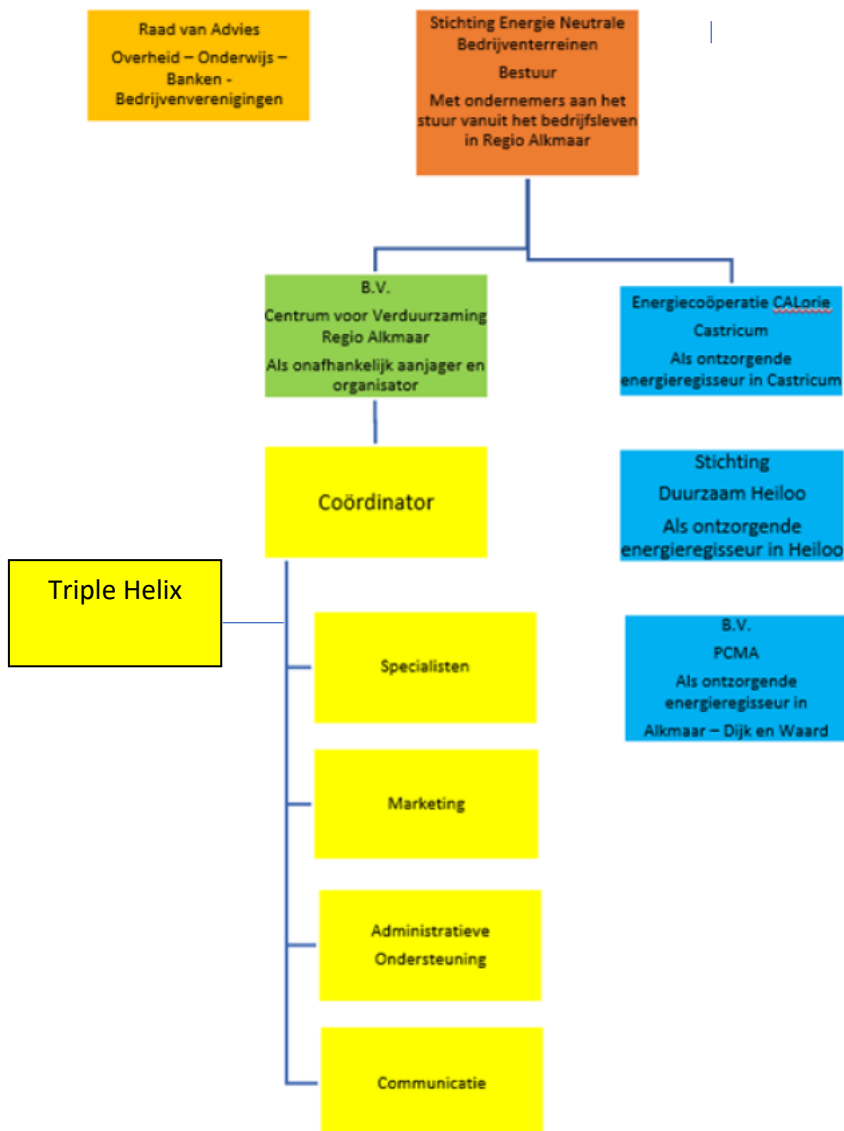 Raad van Advies
Overheid – Onderwijs –
Banken -
Bedrijvenverenigingen
Stichting Energie Neutrale
Bedrijventerreinen
Bestuur
Met ondernemers aan het
stuur vanuit het bedrijfsleven
in Regio Alkmaar
B.V.
Centrum voor Verduurzaming
Regio Alkmaar
Als onafhankelijk aanjager en
organisator
Energiecoöperatie CALorie
Castricum
Als ontzorgende
energieregisseur in Castricum
Coördinator
Stichting
Duurzaam Heiloo
Als ontzorgende
energieregisseur in Heiloo
Triple Helix
Specialisten
B.V.
PCMA
Als ontzorgende
energieregisseur in
Alkmaar – Dijk en Waard
Marketing
Administratieve
Ondersteuning
Communicatie